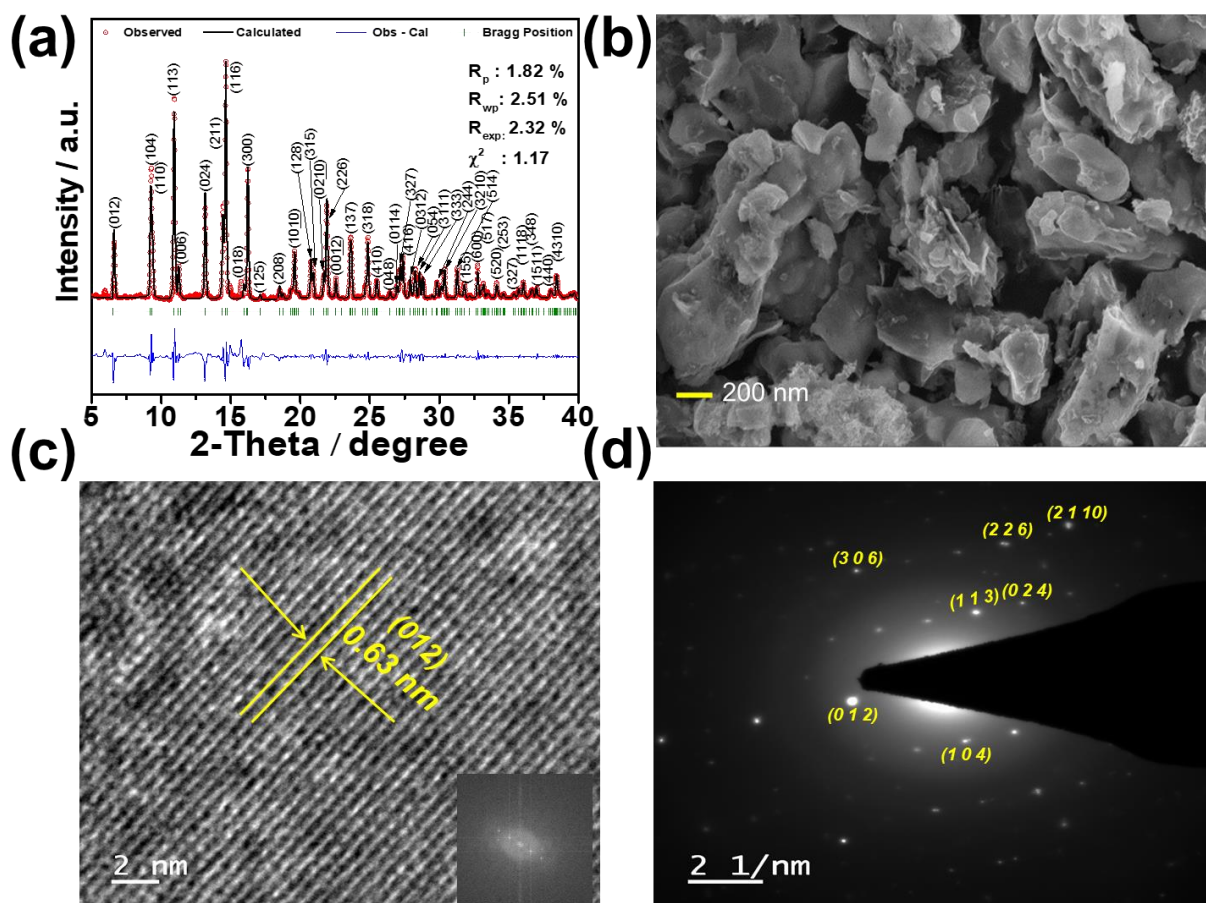 (a)
Observed Calculated Obs - Cal Bragg Position
Rp : 1.82 %
Rwp: 2.51 %
Rexp: 2.32 %
χ² : 1.17
Intensity / a.u.
(012)
(104)
(110)
(113)
(006)
(024)
(211)
(116)
(018)
(300)
(125)
(208)
(1010)
(128)
(315)
(0210)
(226)
(0012)
(137)
(318)
(410)
(048)
(0114)
(416)
(327)
(0312)
(054)
(3111)
(333)
(244)
(155)
(3210)
(600)
(517)
(514)
(520)
(253)
(327)
(1118)
(1511)
(348)
(440)
(4310)
5 10 15 20 25 30 35 40
2-Theta / degree
(b)
200 nm
(c)
(012)
0.63 nm
2 nm
(d)
(2 1 10)
(2 2 6)
(3 0 6)
(1 1 3)
(0 2 4)
(0 1 2)
(1 0 4)
2 1/nm